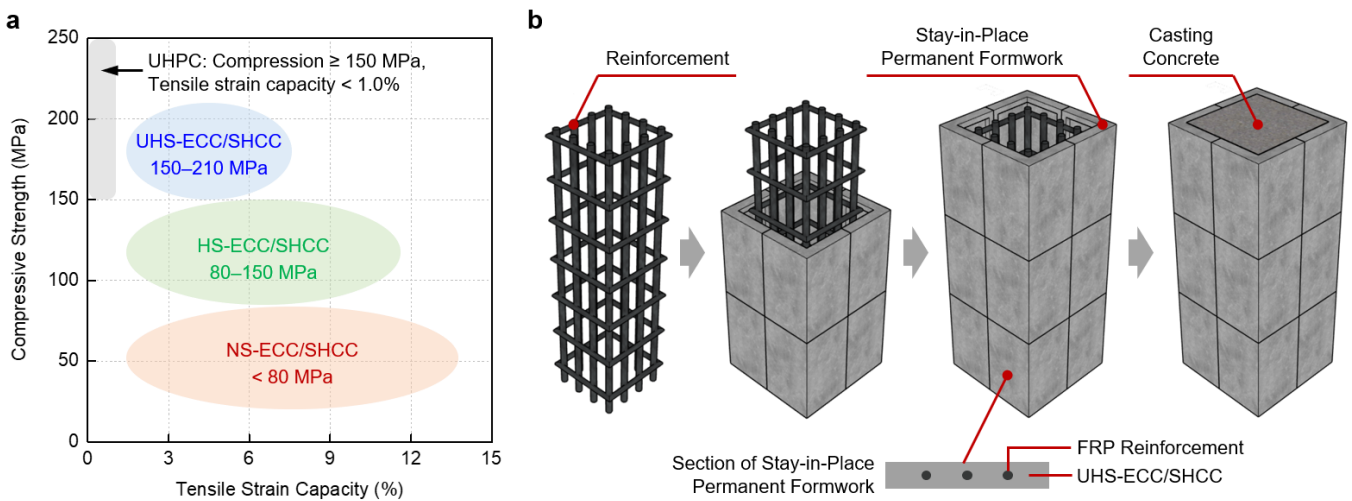 a
250
200
150
100
50
0
Compressive Strength (MPa)
UHPC: Compression ≥ 150 MPa,
Tensile strain capacity < 1.0%
UHS-ECC/SHCC
150–210 MPa
HS-ECC/SHCC
80–150 MPa
NS-ECC/SHCC
< 80 MPa
0 3 6 9 12 15
Tensile Strain Capacity (%)
b
Reinforcement
Stay-in-Place
Permanent Formwork
Casting
Concrete
Section of Stay-in-Place
Permanent Formwork
FRP Reinforcement
UHS-ECC/SHCC